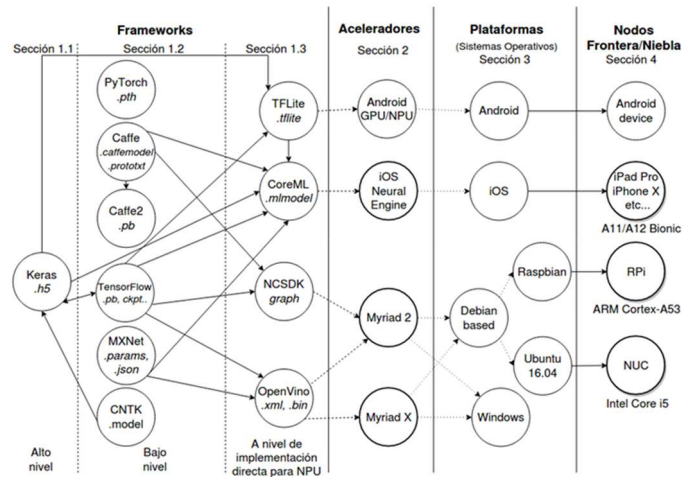 Frameworks
Aceleradores
Plataformas
Nodos
Frontera/Niebla
(Sistemas Operativos)
Sección 1.1
Sección 1.2
Sección 1.3
Sección 2
Sección 3
Sección 4
PyTorch
.pth
Caffe
.caffemodel
.prototxt
Caffe2
.pb
Keras
.h5
TensorFlow
.pb, ckpt..
MXNet
.params,
.json
CNTK
.model
TFLite
.tflite
CoreML
.mlmodel
NCSDK
graph
OpenVino
.xml, .bin
Android
GPU/NPU
iOS
Neural
Engine
Myriad 2
Myriad X
Android
iOS
Raspbian
Debian
based
Ubuntu
16.04
Windows
Android
device
iPad Pro
iPhone X
etc...
A11/A12 Bionic
RPi
ARM Cortex-A53
NUC
Intel Core i5
Alto
nivel
Bajo
nivel
A nivel de
implementación
directa para NPU